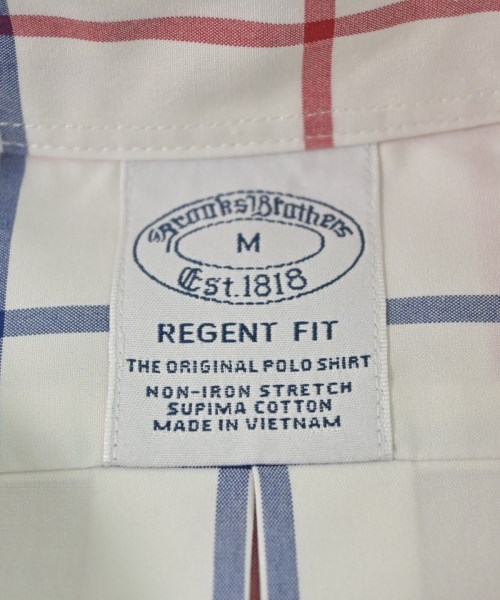 Brooks Brothers
M
Est. 1818
REGENT FIT
THE ORIGINAL POLO SHIRT
NON-IRON STRETCH
SUPIMA COTTON
MADE IN VIETNAM